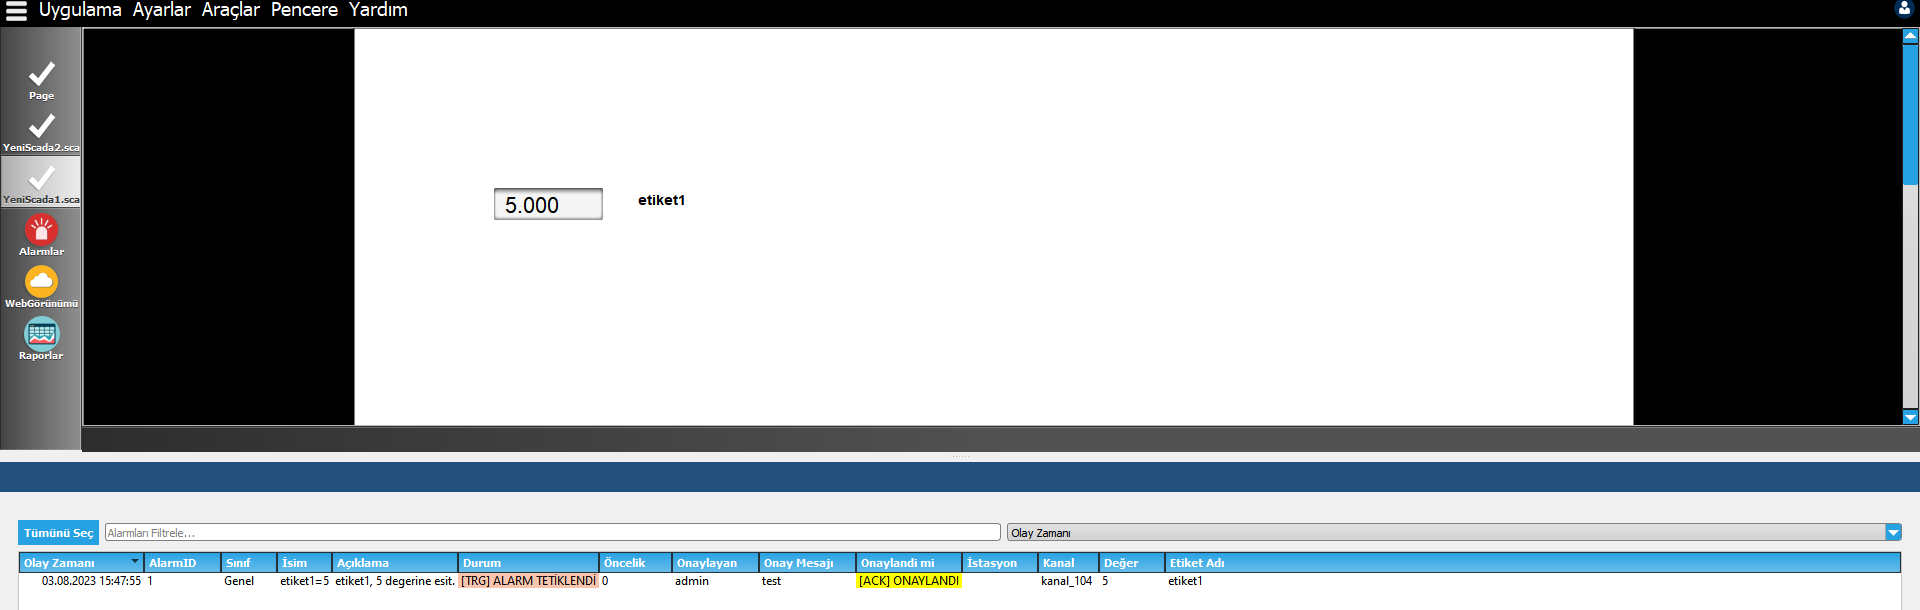 Uygulama Ayarlar Araçlar Pencere Yardım
Page
YeniScada2.sca
YeniScada1.sca
Alarmlar
WebGörünümü
Raporlar
5.000 etiket1
Tümünü Seç Alarmları Filtrele... Olay Zamanı
Olay Zamanı AlarmID Sınıf İsim Açıklama Durum Öncelik Onaylayan Onay Mesajı Onaylandi mi İstasyon Kanal Değer Etiket Adı
03.08.2023 15:47:55 1 Genel etiket1=5 etiket1, 5 degerine esit. [TRG] ALARM TETİKLENDİ 0 admin test [ACK] ONAYLANDI kanal_104 5 etiket1